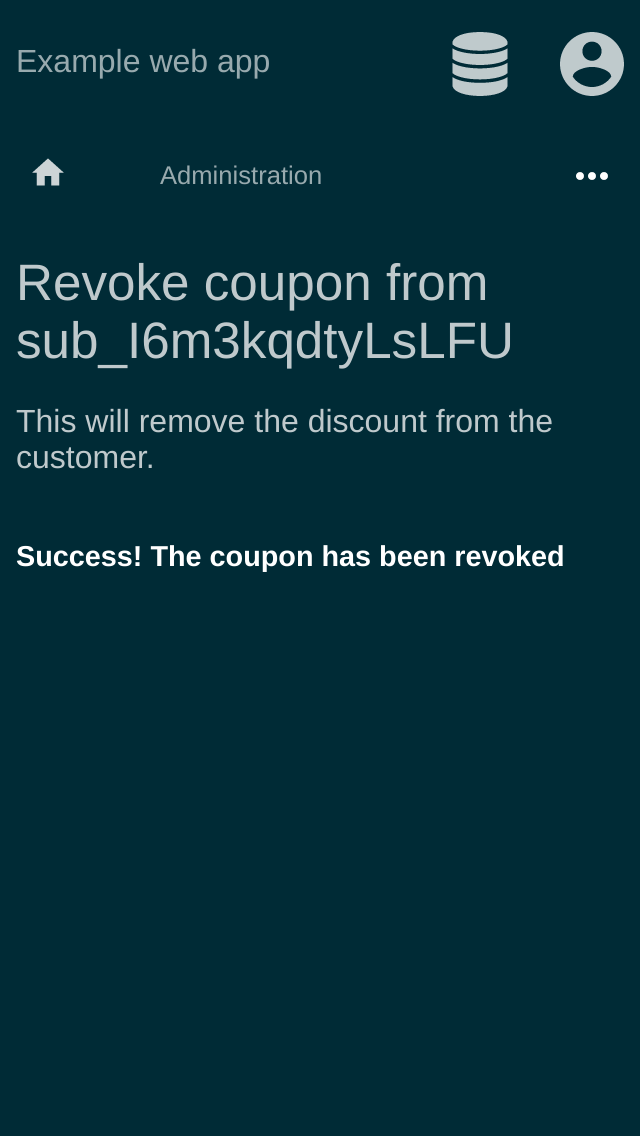 Example web app
Administration
Revoke coupon from
sub_I6m3kqdtyLsLFU
This will remove the discount from the
customer.
Success! The coupon has been revoked